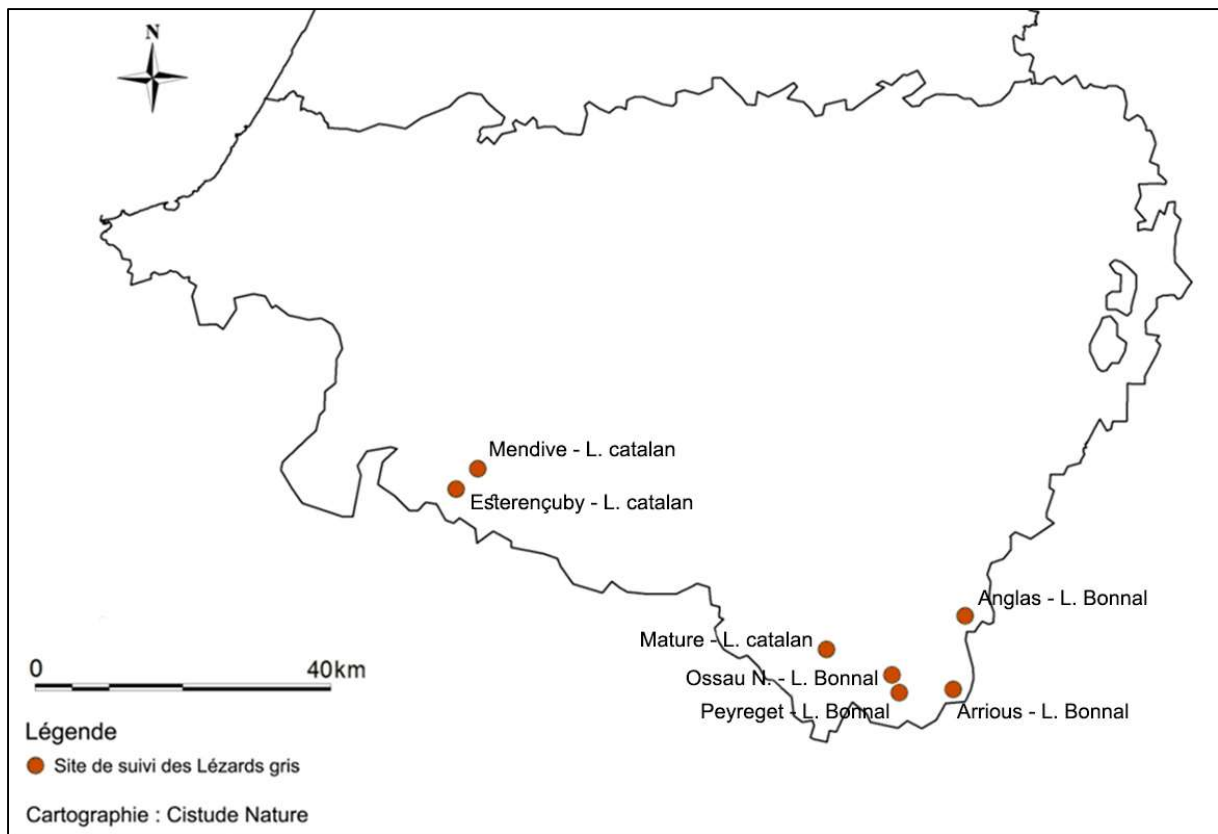 N
Mendive - L. catalan
Esterençuby - L. catalan
Anglas - L. Bonnal
Mature - L. catalan
Ossau N. - L. Bonnal
Peyreget - L. Bonnal
Arrious - L. Bonnal
0 40km
Légende
Site de suivi des Lézards gris
Cartographie : Cistude Nature